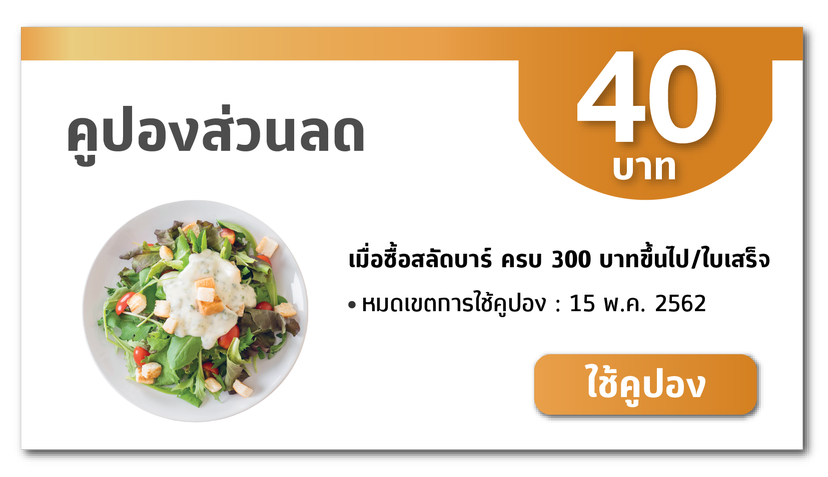 40
บาท
คูปองส่วนลด
เมื่อซื้อสลัดบาร์ ครบ 300 บาทขึ้นไป/ใบเสร็จ
• หมดเขตการใช้คูปอง : 15 พ.ค. 2562
ใช้คูปอง